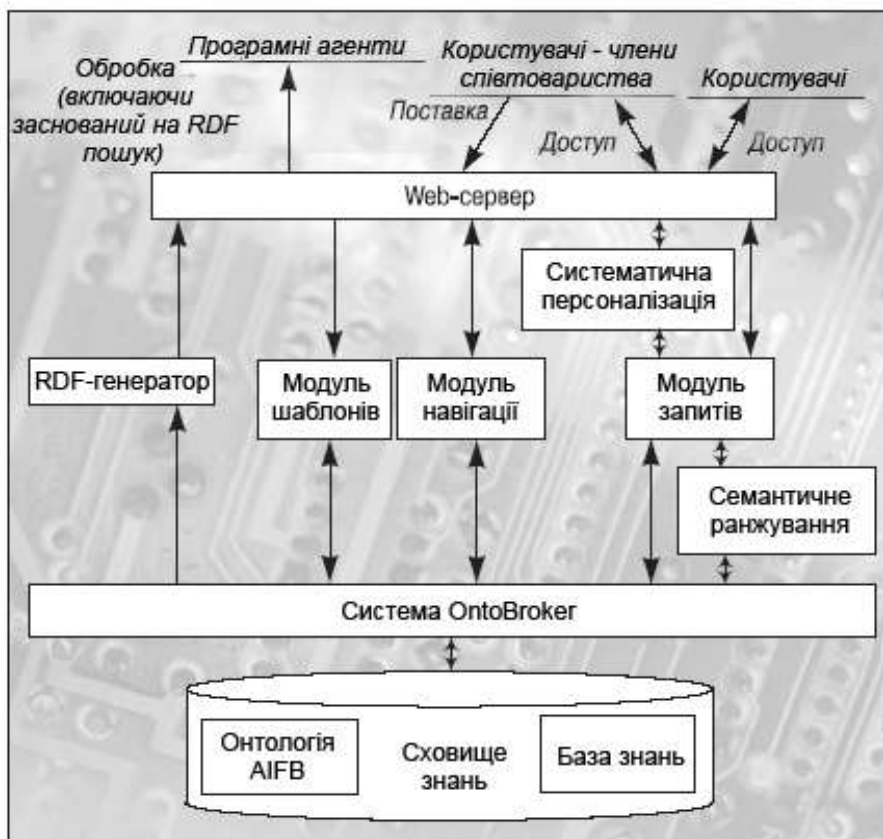 Програмні агенти
Обробка
(включаючи
заснований на RDF
пошук)
Користувачі - члени
співтовариства
Користувачі
Поставка
Доступ
Доступ
Web-сервер
Систематична
персоналізація
RDF-генератор
Модуль
шаблонів
Модуль
навігації
Модуль
запитів
Семантичне
ранжування
Система OntoBroker
Онтологія
AIFB
Сховище
знань
База знань